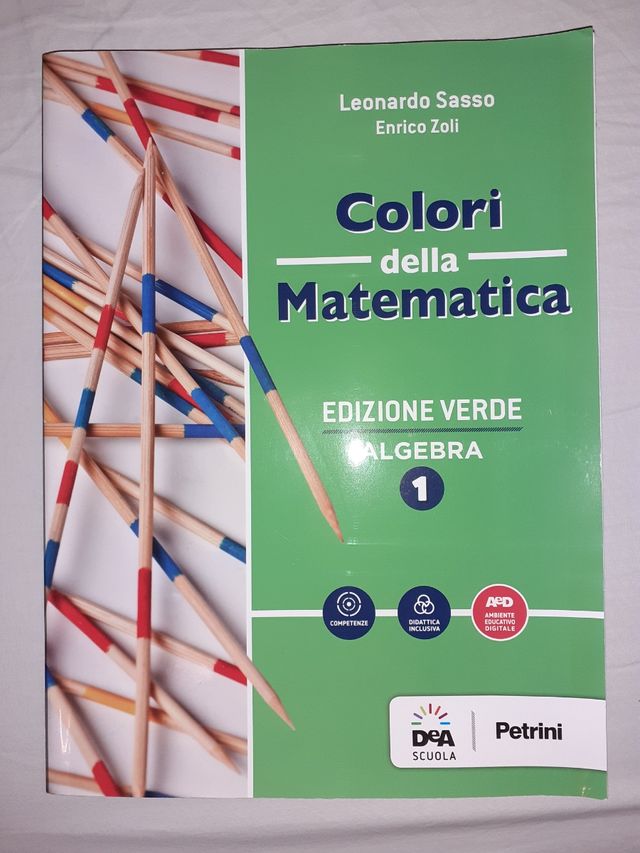 Leonardo Sasso
Enrico Zoli
Colori
della
Matematica
EDIZIONE VERDE
ALGEBRA
1
COMPETENZE
DIDATTICA
INCLUSIVA
AeD
AMBIENTE
EDUCATIVO
DIGITALE
DeA
SCUOLA
Petrini